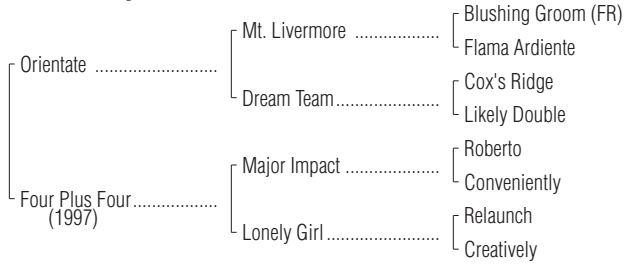 Blushing Groom (FR)
Mt. Livermore ..................
Flama Ardiente
Orientate ..........................
Cox's Ridge
Dream Team......................
Likely Double
Roberto
Major Impact ....................
Conveniently
Four Plus Four..................
(1997)
Relaunch
Lonely Girl ........................
Creatively